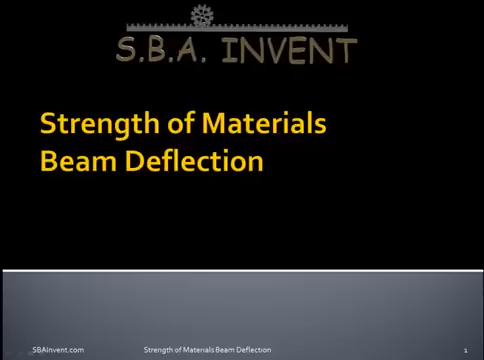 S.B.A. INVENT
Strength of Materials
Beam Deflection
SBAInvent.com
Strength of Materials Beam Deflection
1